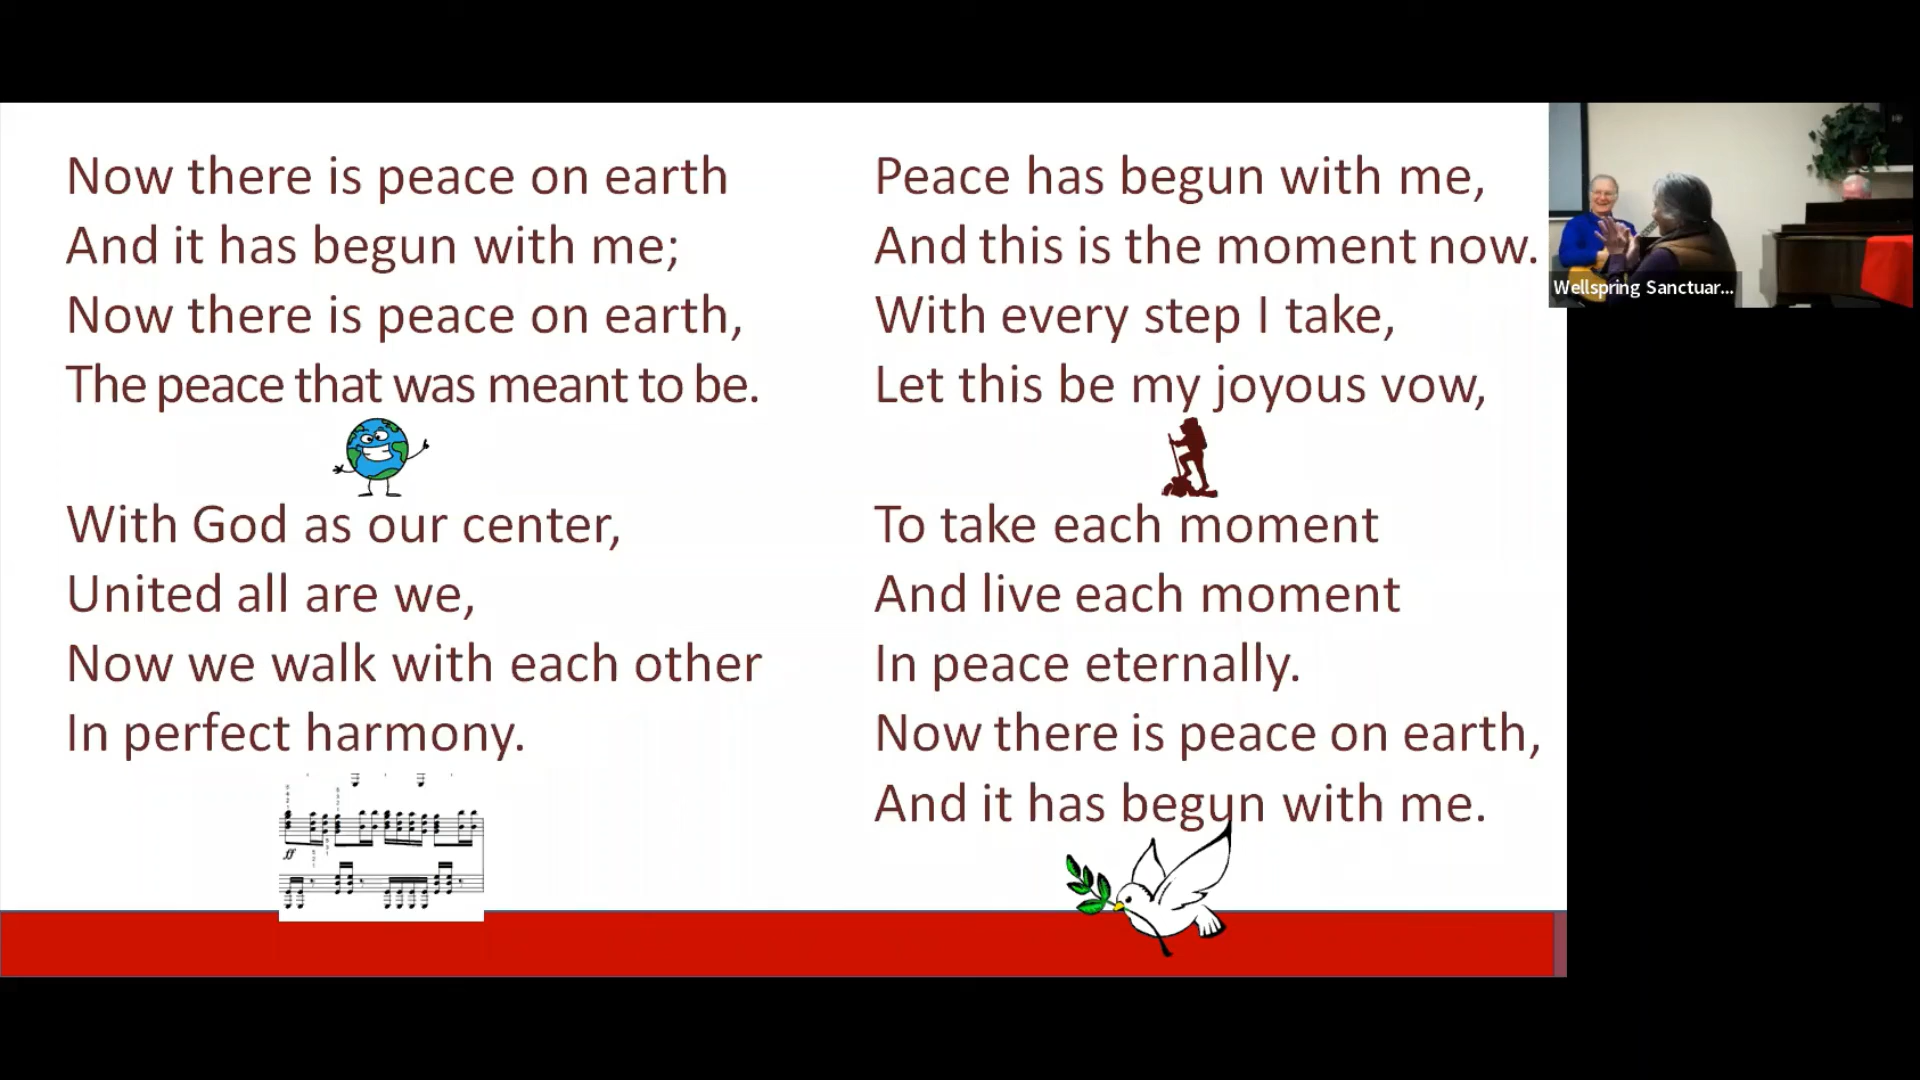 Now there is peace on earth
And it has begun with me;
Now there is peace on earth,
The peace that was meant to be.
With God as our center,
United all are we,
Now we walk with each other
In perfect harmony.
Peace has begun with me,
And this is the moment now.
With every step I take,
Let this be my joyous vow,
To take each moment
And live each moment
In peace eternally.
Now there is peace on earth,
And it has begun with me.
Wellspring Sanctuar...
ff